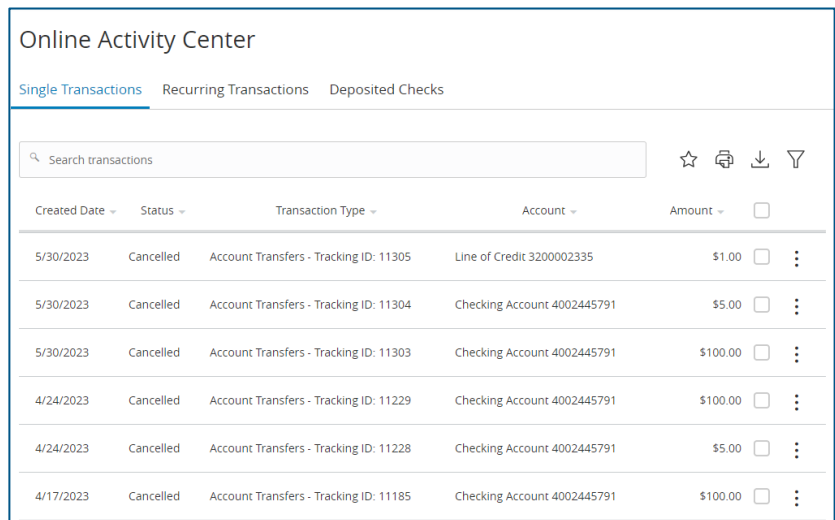 Online Activity Center
Single Transactions Recurring Transactions Deposited Checks
Search transactions
Created Date Status Transaction Type Account Amount
5/30/2023 Cancelled Account Transfers - Tracking ID: 11305 Line of Credit 3200002335 $1.00
5/30/2023 Cancelled Account Transfers - Tracking ID: 11304 Checking Account 4002445791 $5.00
5/30/2023 Cancelled Account Transfers - Tracking ID: 11303 Checking Account 4002445791 $100.00
4/24/2023 Cancelled Account Transfers - Tracking ID: 11229 Checking Account 4002445791 $100.00
4/24/2023 Cancelled Account Transfers - Tracking ID: 11228 Checking Account 4002445791 $5.00
4/17/2023 Cancelled Account Transfers - Tracking ID: 11185 Checking Account 4002445791 $100.00